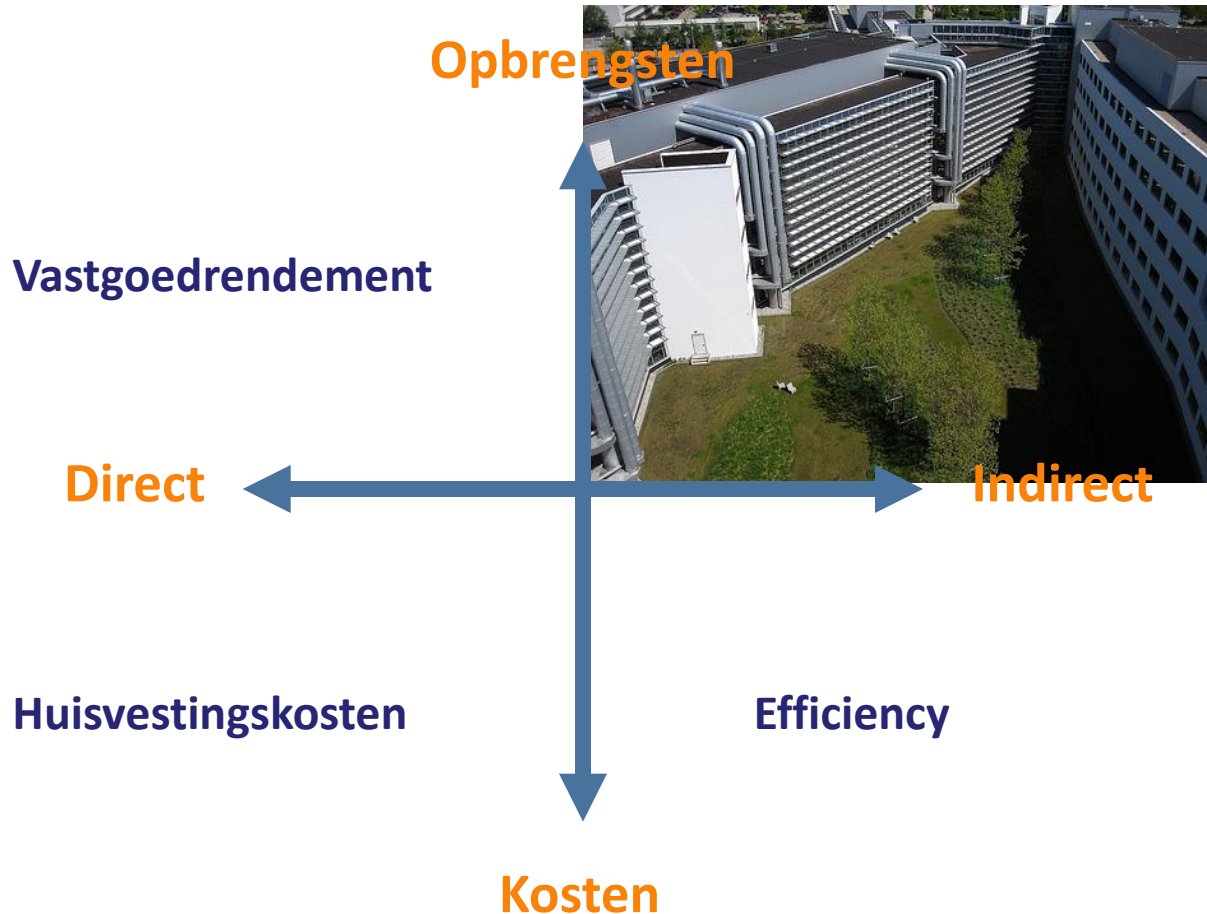 Opbrengsten
Vastgoedrendement
Direct
Indirect
Huisvestingskosten
Efficiency
Kosten